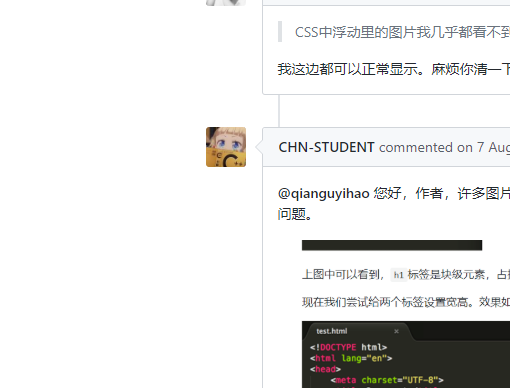 CSS中浮动里的图片我几乎都看不到
我这边都可以正常显示。麻烦你清一下
CHN-STUDENT commented on 7 Aug
@qianguyihao 您好，作者，许多图片
问题。
上图中可以看到，h1 标签是块级元素，占据
现在我们尝试给两个标签设置宽高。效果如
test.html ×
<!DOCTYPE html>
<html lang="en">
<head>
<meta charset="UTF-8">